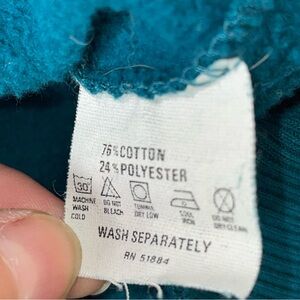 76% COTTON
24% POLYESTER
30°
MACHINE WASH COLD
DO NOT BLEACH
TUMBLE DRY LOW
COOL IRON
DO NOT DRY CLEAN
WASH SEPARATELY
RN 51884